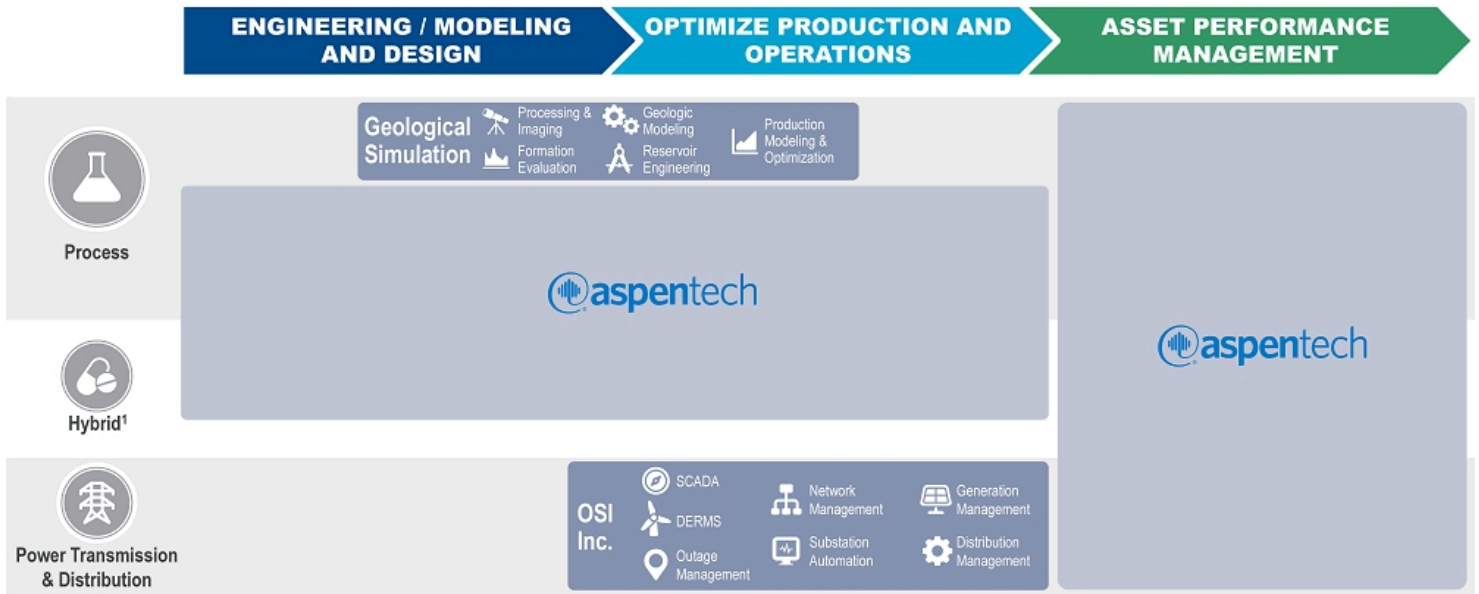 ENGINEERING / MODELING
AND DESIGN
OPTIMIZE PRODUCTION AND
OPERATIONS
ASSET PERFORMANCE
MANAGEMENT
Process
Geological
Simulation
Processing &
Imaging
Formation
Evaluation
Geologic
Modeling
Reservoir
Engineering
Production
Modeling &
Optimization
aspentech
aspentech
Hybrid¹
Power Transmission
& Distribution
OSI
Inc.
SCADA
DERMS
Outage
Management
Network
Management
Substation
Automation
Generation
Management
Distribution
Management